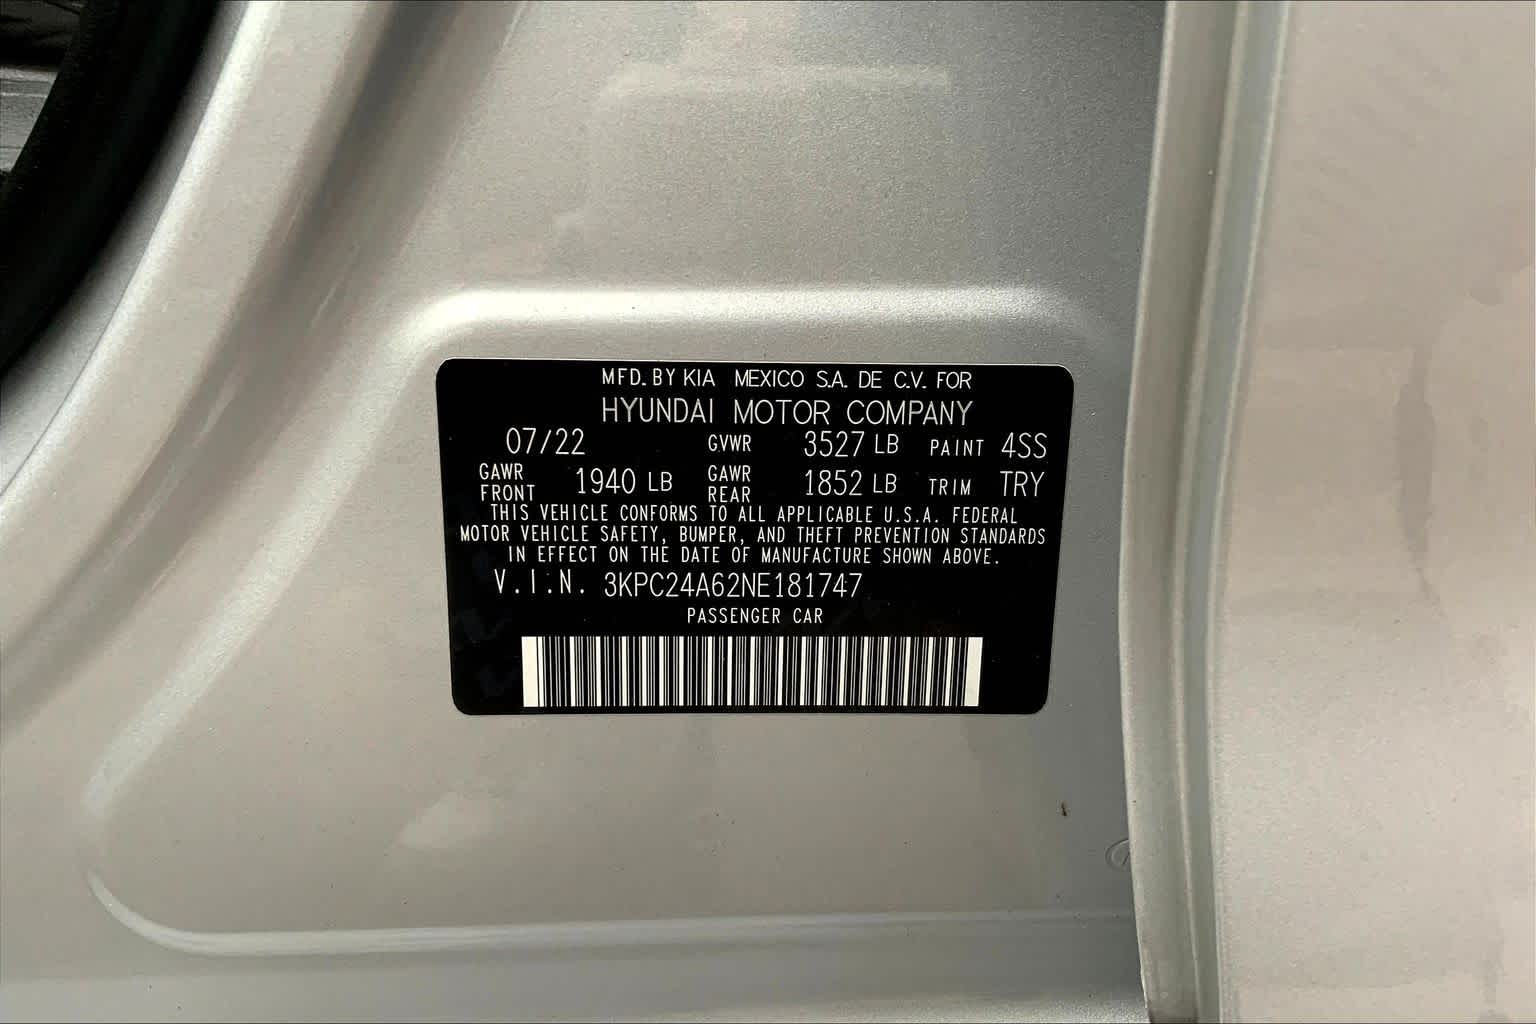 MFD. BY KIA MEXICO S.A. DE C.V. FOR
HYUNDAI MOTOR COMPANY
07/22 GVWR 3527 LB PAINT 4SS
GAWR FRONT 1940 LB GAWR REAR 1852 LB TRIM TRY
THIS VEHICLE CONFORMS TO ALL APPLICABLE U.S.A. FEDERAL
MOTOR VEHICLE SAFETY, BUMPER, AND THEFT PREVENTION STANDARDS
IN EFFECT ON THE DATE OF MANUFACTURE SHOWN ABOVE.
V.I.N. 3KPC24A62NE181747
PASSENGER CAR